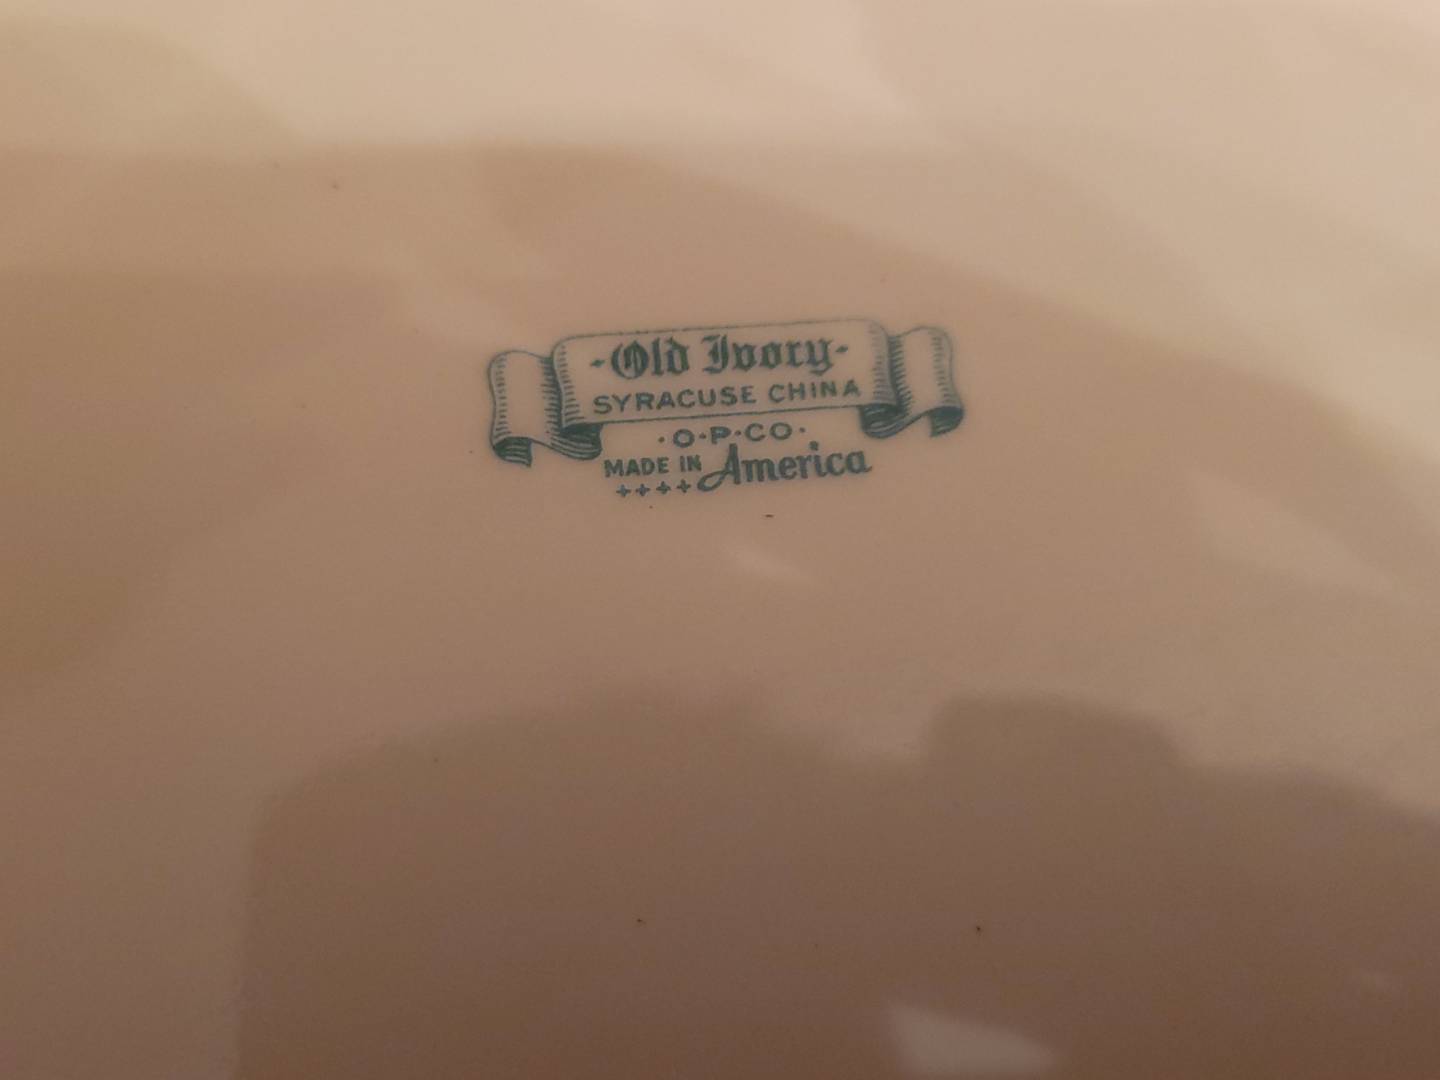 -Old Ivory-
SYRACUSE CHINA
·O·P·CO·
MADE IN America
++++